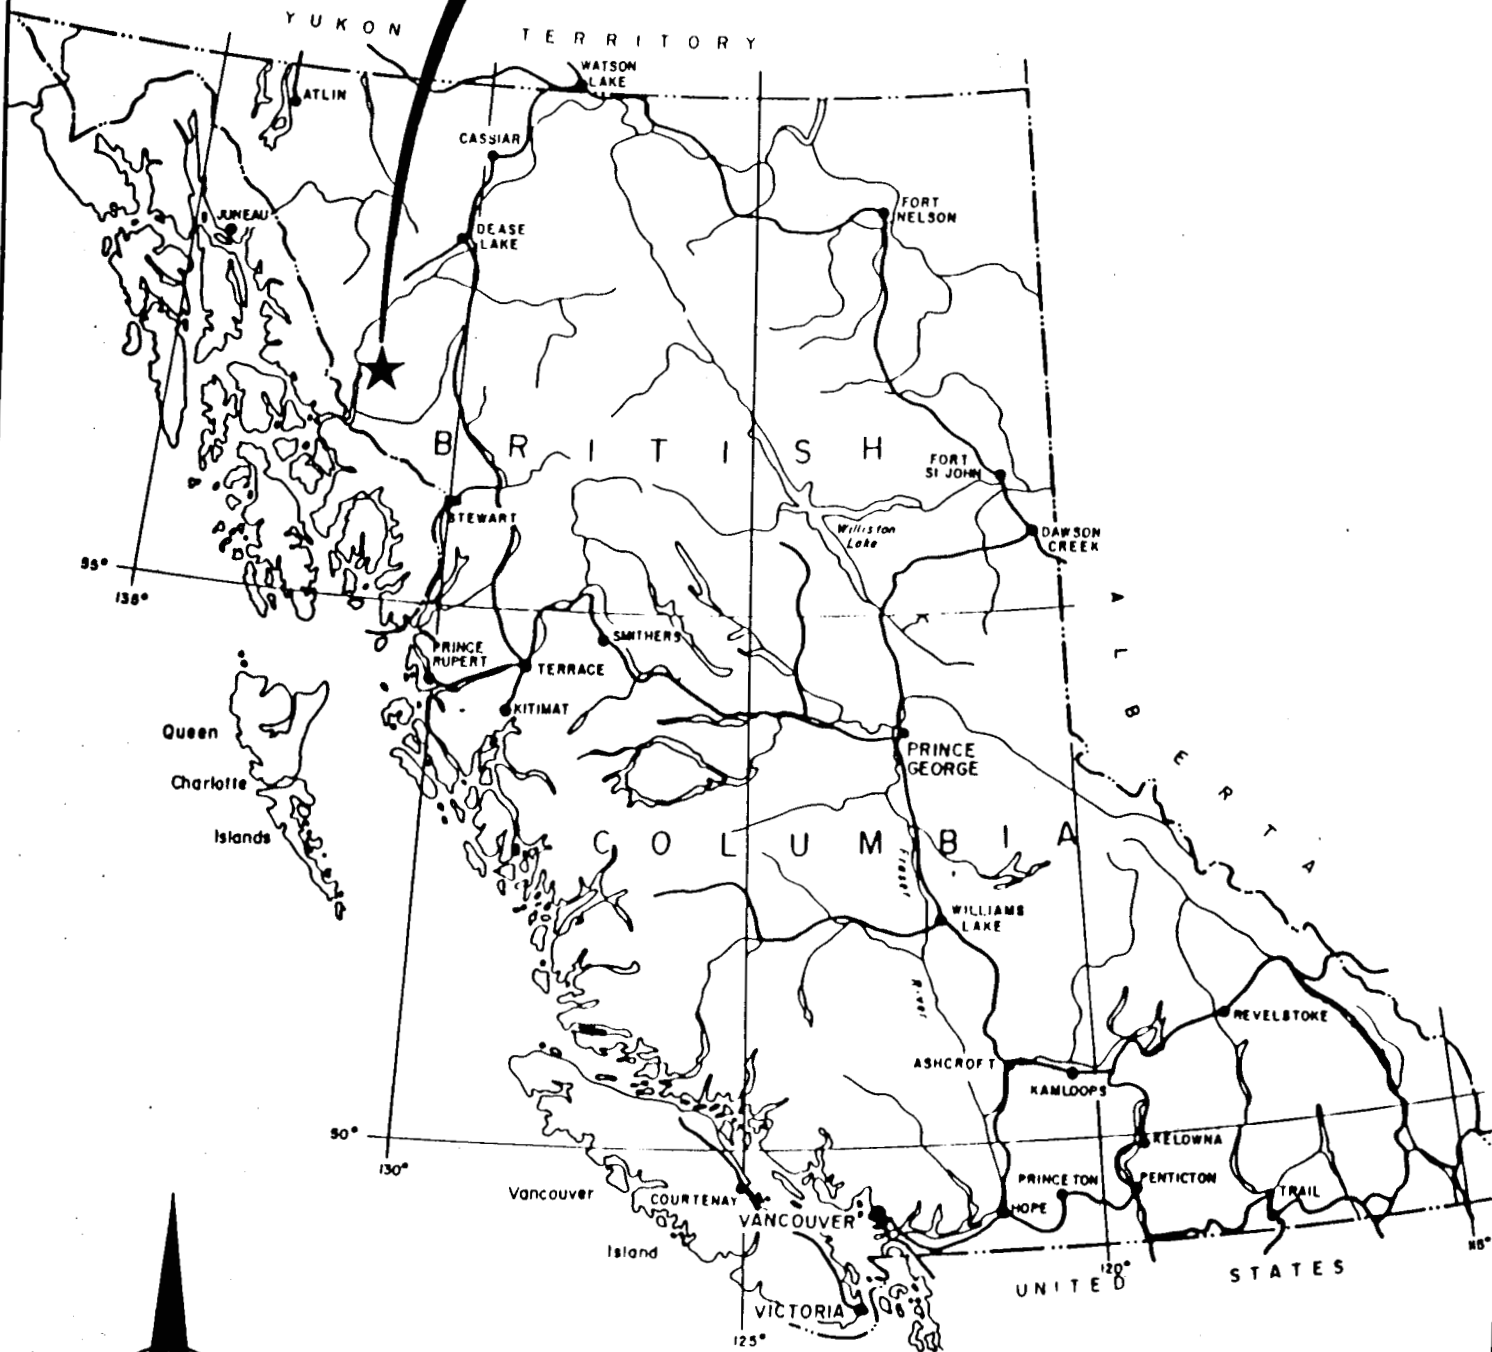 YUKON TERRITORY
WATSON
LAKE
ATLIN
CASSIAR
JUNEAU
DEASE
LAKE
FORT
NELSON
BRITISH
FORT
ST JOHN
STEWART
Williston
Lake
DAWSON
CREEK
55°
135°
ALBERTA
SMITHERS
PRINCE
RUPERT
TERRACE
KITIMAT
Queen
Charlotte
Islands
PRINCE
GEORGE
COLUMBIA
Fraser
River
WILLIAMS
LAKE
REVELSTOKE
ASHCROFT
KAMLOOPS
50°
130°
KELOWNA
PRINCETON
PENTICTON
TRAIL
HOPE
Vancouver
Island
COURTENAY
VANCOUVER
VICTORIA
125°
120°
UNITED STATES